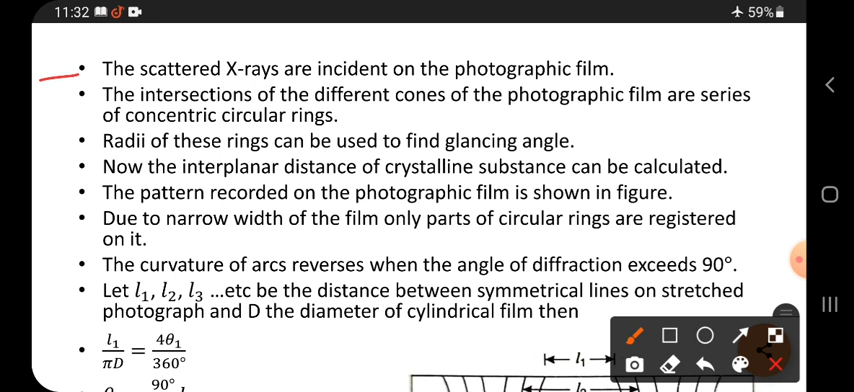 11:32
59%
• The scattered X-rays are incident on the photographic film.
• The intersections of the different cones of the photographic film are series
of concentric circular rings.
• Radii of these rings can be used to find glancing angle.
• Now the interplanar distance of crystalline substance can be calculated.
• The pattern recorded on the photographic film is shown in figure.
• Due to narrow width of the film only parts of circular rings are registered
on it.
• The curvature of arcs reverses when the angle of diffraction exceeds 90°.
• Let l₁, l₂, l₃ ...etc be the distance between symmetrical lines on stretched
photograph and D the diameter of cylindrical film then
• l₁/πD = 4θ₁/360°
l₁
90°